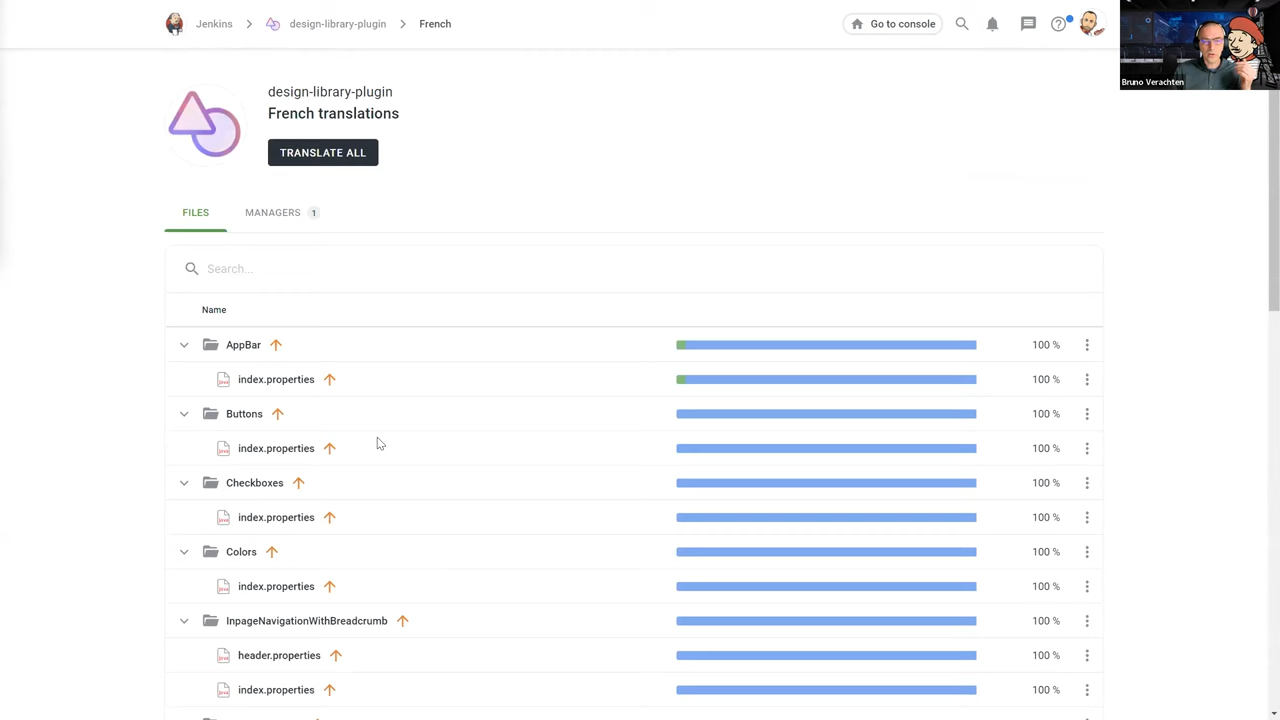 Jenkins design-library-plugin French Go to console
Bruno Verachten
design-library-plugin
French translations
TRANSLATE ALL
FILES MANAGERS 1
Search...
Name
AppBar 100 %
index.properties 100 %
Buttons 100 %
index.properties 100 %
Checkboxes 100 %
index.properties 100 %
Colors 100 %
index.properties 100 %
InpageNavigationWithBreadcrumb 100 %
header.properties 100 %
index.properties 100 %